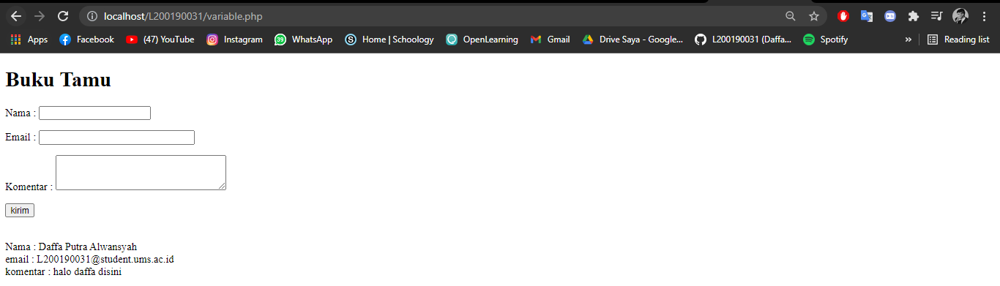 localhost/L200190031/variable.php
Apps Facebook (47) YouTube Instagram 39 WhatsApp S Home | Schoology OpenLearning Gmail Drive Saya - Google... L200190031 (Daffa... Spotify » Reading list
Buku Tamu
Nama :
Email :
Komentar :
kirim
Nama : Daffa Putra Alwansyah
email : L200190031@student.ums.ac.id
komentar : halo daffa disini